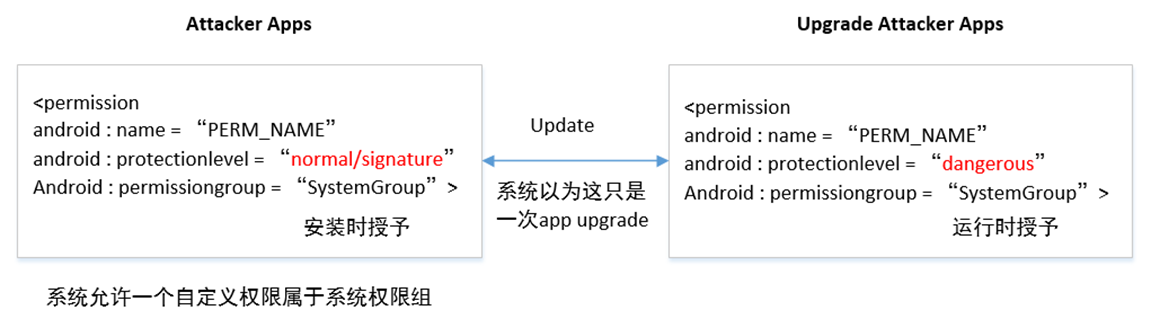 Attacker Apps
Upgrade Attacker Apps
<permission
android : name = “PERM_NAME”
android : protectionlevel = “normal/signature”
Android : permissiongroup = “SystemGroup” >
安装时授予
Update
系统以为这只是
一次app upgrade
<permission
android : name = “PERM_NAME”
android : protectionlevel = “dangerous”
Android : permissiongroup = “SystemGroup” >
运行时授予
系统允许一个自定义权限属于系统权限组